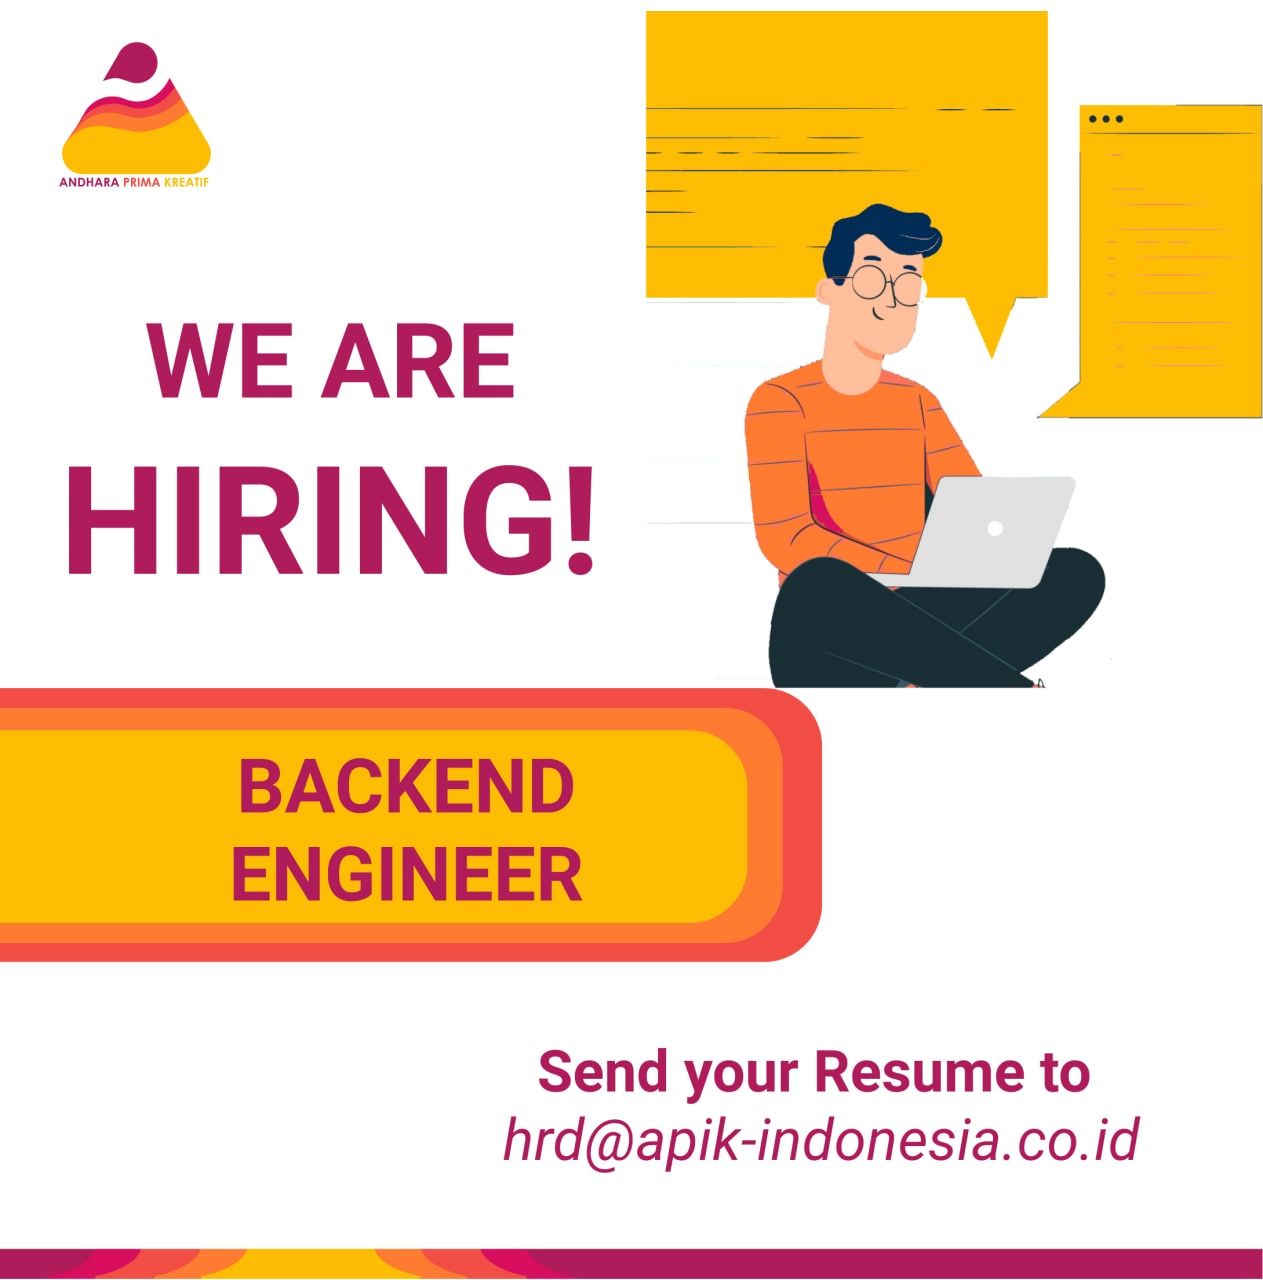 ANDHARA PRIMA KREATIF
WE ARE
HIRING!
BACKEND
ENGINEER
Send your Resume to
hrd@apik-indonesia.co.id